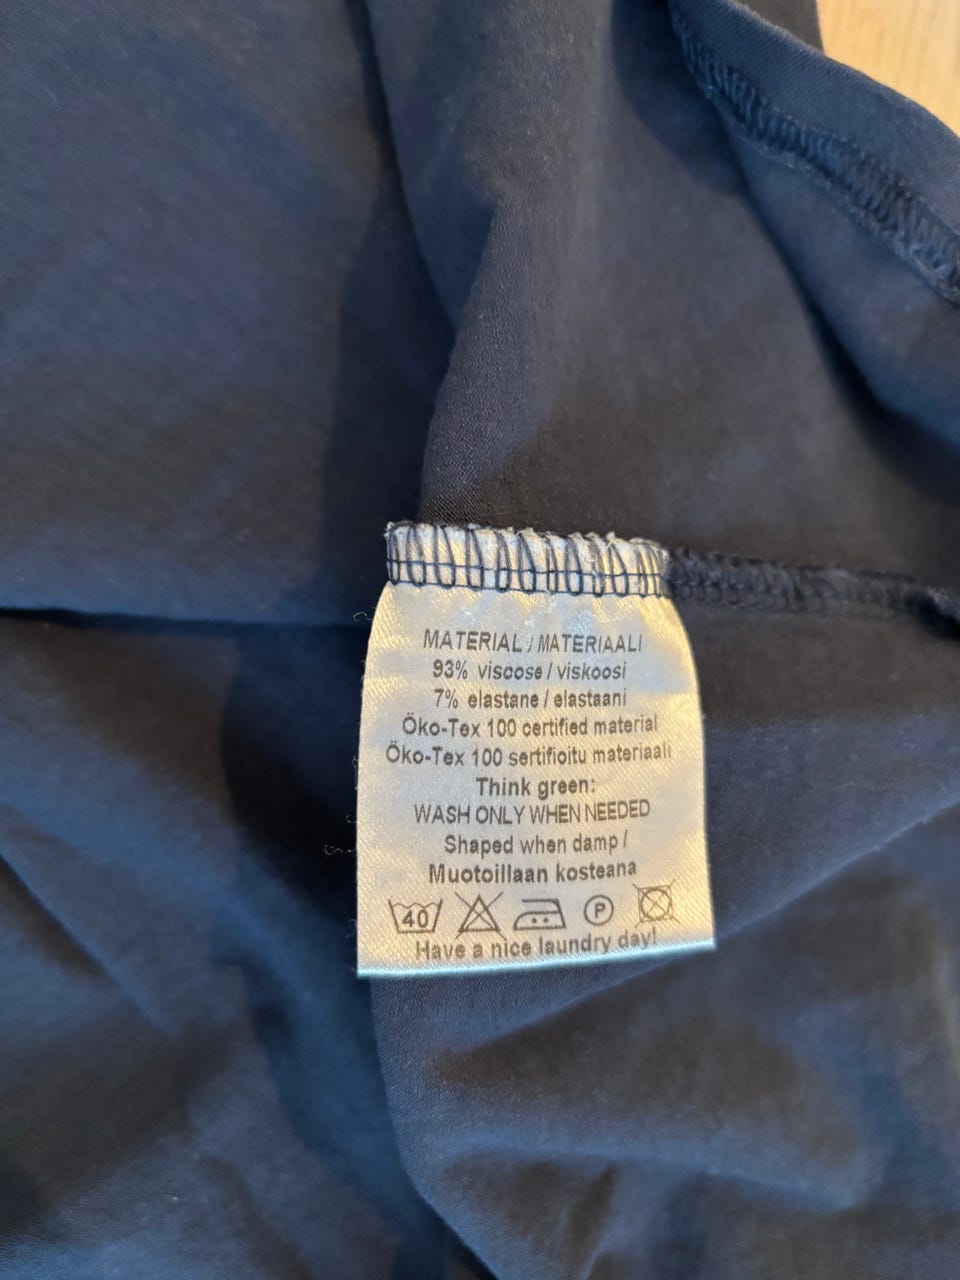 MATERIAL / MATERIAALI
93% viscose / viskoosi
7% elastane / elastaani
Öko-Tex 100 certified material
Öko-Tex 100 sertifioitu materiaali
Think green:
WASH ONLY WHEN NEEDED
Shaped when damp /
Muotoillaan kosteana
40 P
Have a nice laundry day!